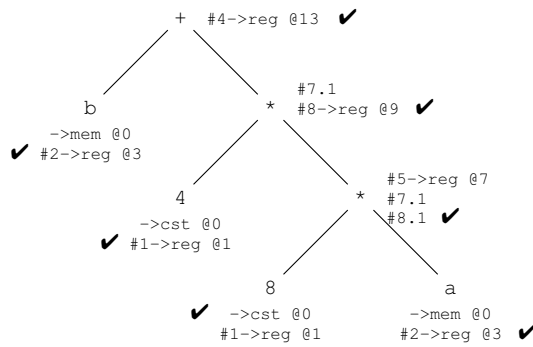 + #4->reg @13 ✔
b
->mem @0
✔ #2->reg @3
* #7.1
#8->reg @9 ✔
4
->cst @0
✔ #1->reg @1
* #5->reg @7
#7.1
#8.1 ✔
8
✔ ->cst @0
#1->reg @1
a
->mem @0
#2->reg @3 ✔